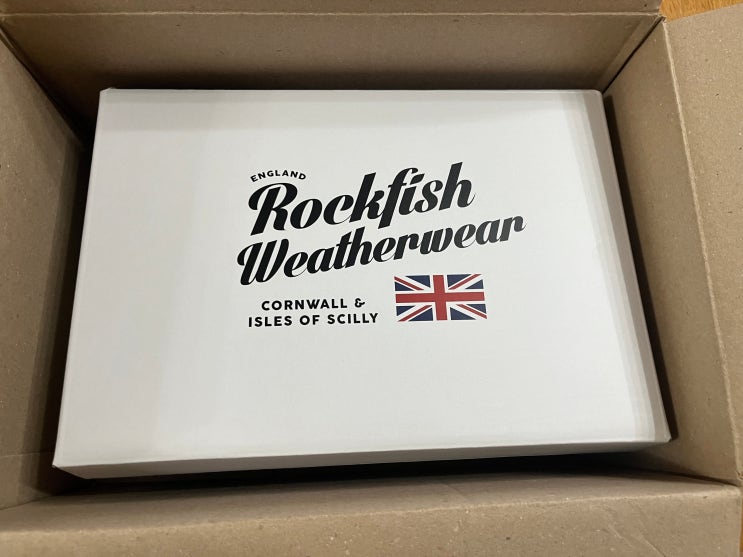 ENGLAND
Rockfish
Weatherwear
CORNWALL &
ISLES OF SCILLY